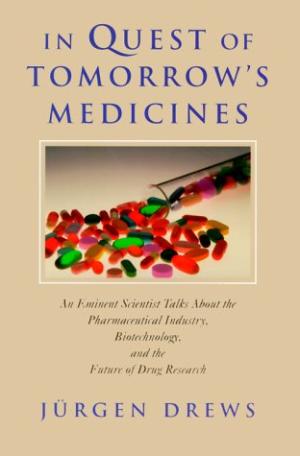 IN QUEST OF
TOMORROW'S
MEDICINES
An Eminent Scientist Talks About the
Pharmaceutical Industry,
Biotechnology,
and the
Future of Drug Research
JÜRGEN DREWS